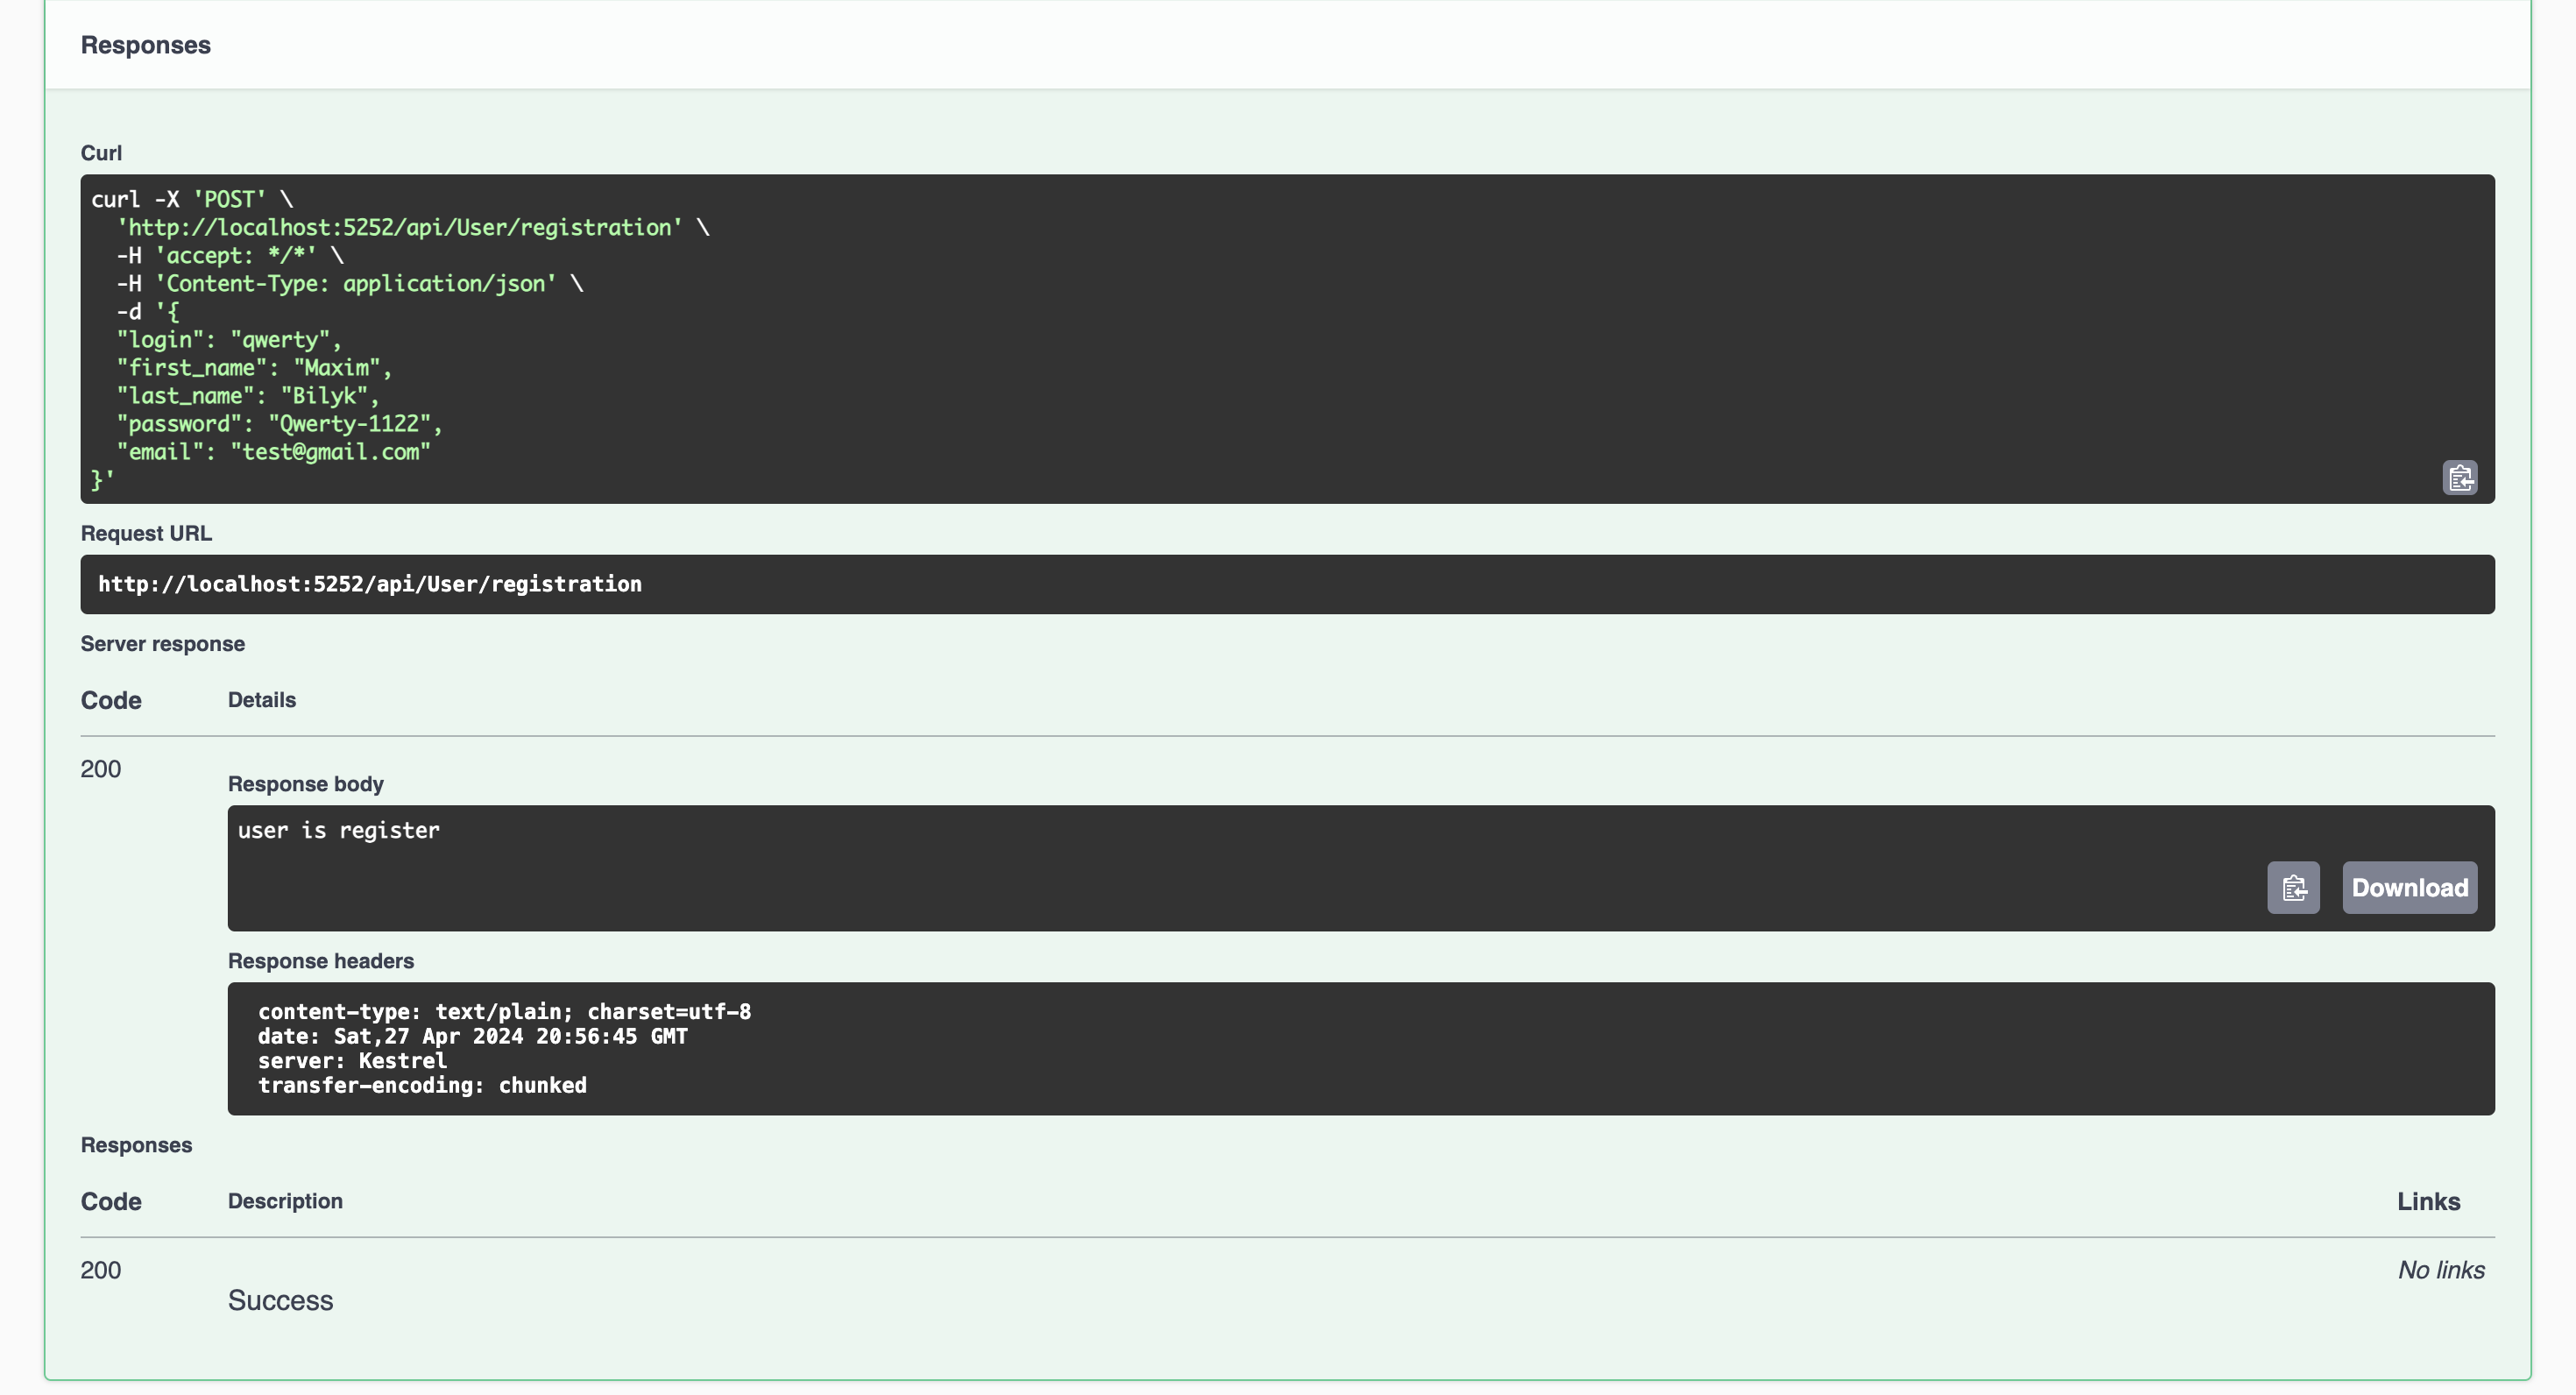 Responses
Curl
curl -X 'POST' \
  'http://localhost:5252/api/User/registration' \
  -H 'accept: */*' \
  -H 'Content-Type: application/json' \
  -d '{
  "login": "qwerty",
  "first_name": "Maxim",
  "last_name": "Bilyk",
  "password": "Qwerty-1122",
  "email": "test@gmail.com"
}'
Request URL
http://localhost:5252/api/User/registration
Server response
Code Details
200
Response body
user is register
Download
Response headers
content-type: text/plain; charset=utf-8
date: Sat,27 Apr 2024 20:56:45 GMT
server: Kestrel
transfer-encoding: chunked
Responses
Code Description Links
200 No links
Success